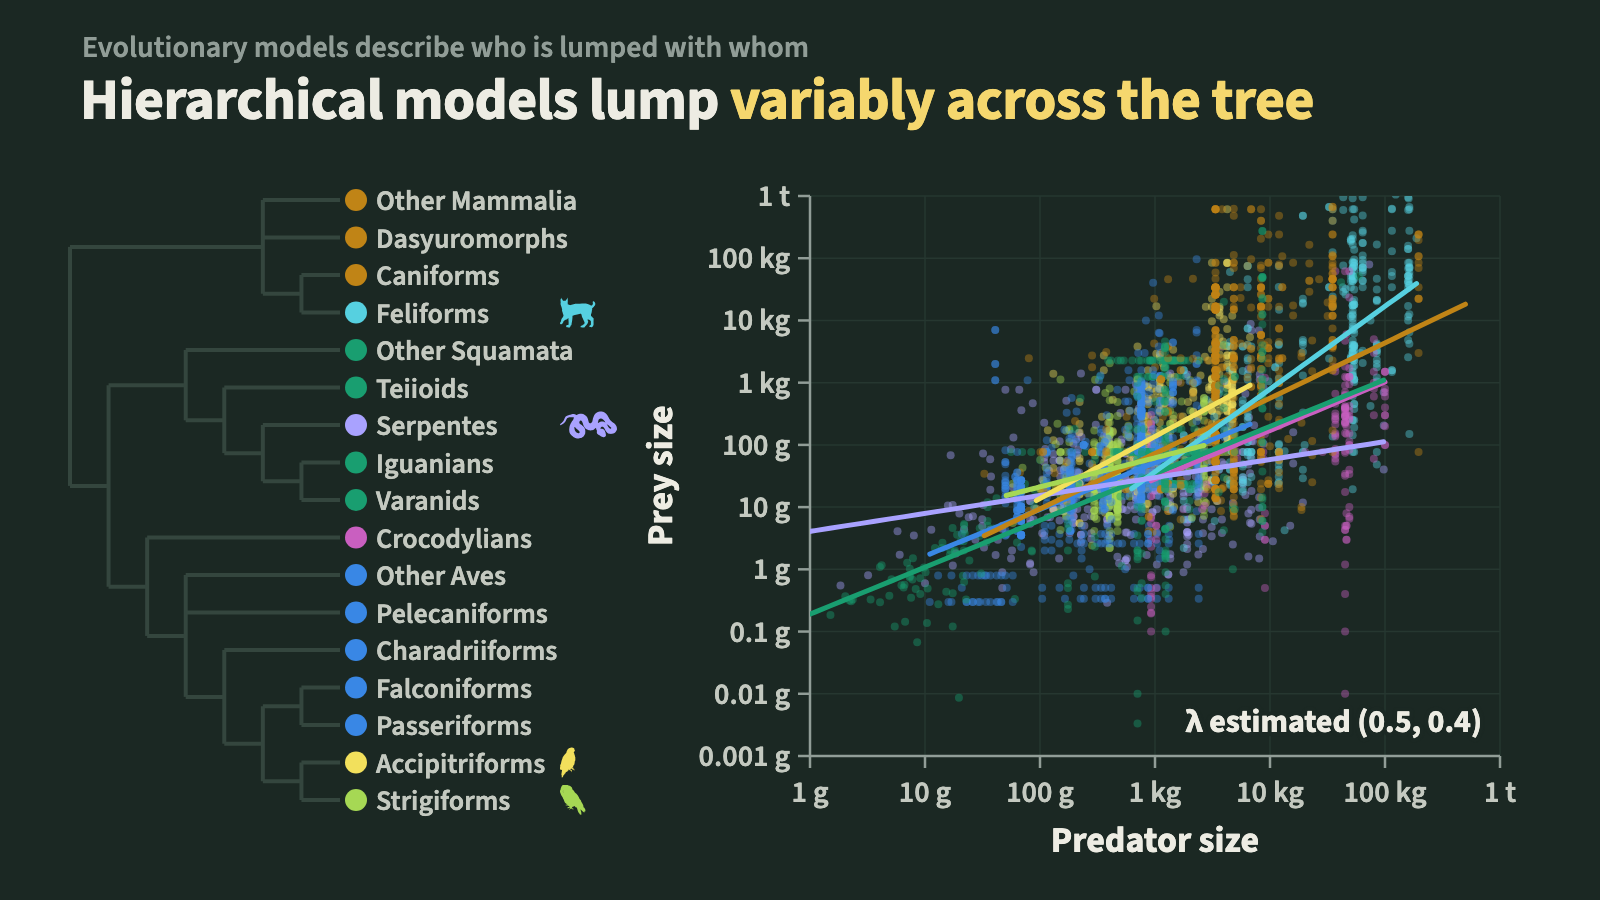 Evolutionary models describe who is lumped with whom
Hierarchical models lump variably across the tree
Other Mammalia
Dasyuromorphs
Caniforms
Feliforms
Other Squamata
Teiioids
Serpentes
Iguanians
Varanids
Crocodylians
Other Aves
Pelecaniforms
Charadriiforms
Falconiforms
Passeriforms
Accipitriforms
Strigiforms
Prey size
1 t
100 kg
10 kg
1 kg
100 g
10 g
1 g
0.1 g
0.01 g
0.001 g
λ estimated (0.5, 0.4)
1 g 10 g 100 g 1 kg 10 kg 100 kg 1 t
Predator size